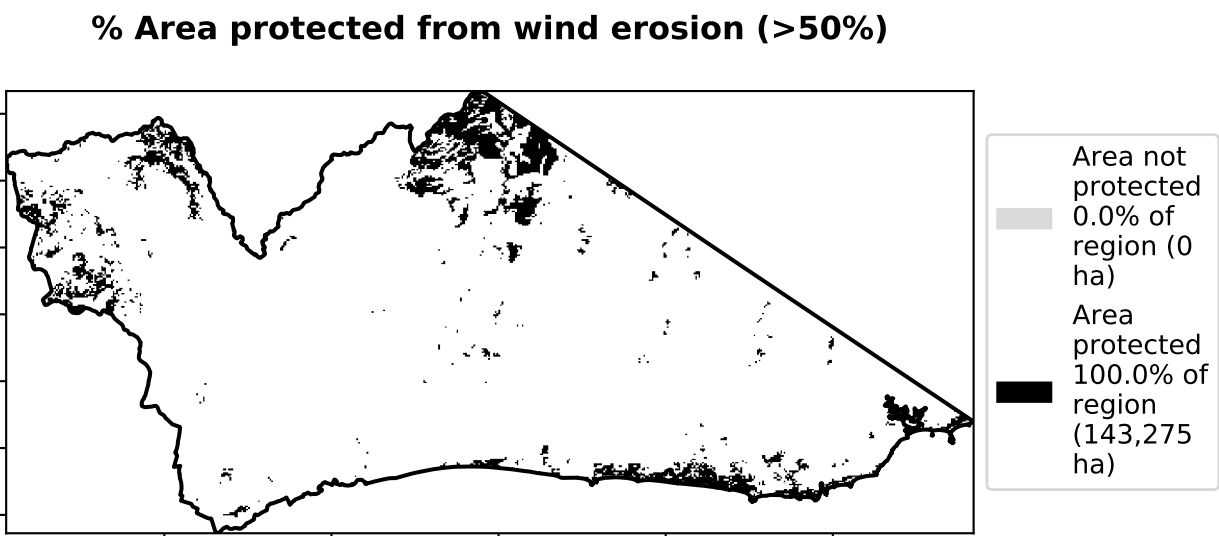 % Area protected from wind erosion (>50%)
Area not
protected
0.0% of
region (0
ha)
Area
protected
100.0% of
region
(143,275
ha)